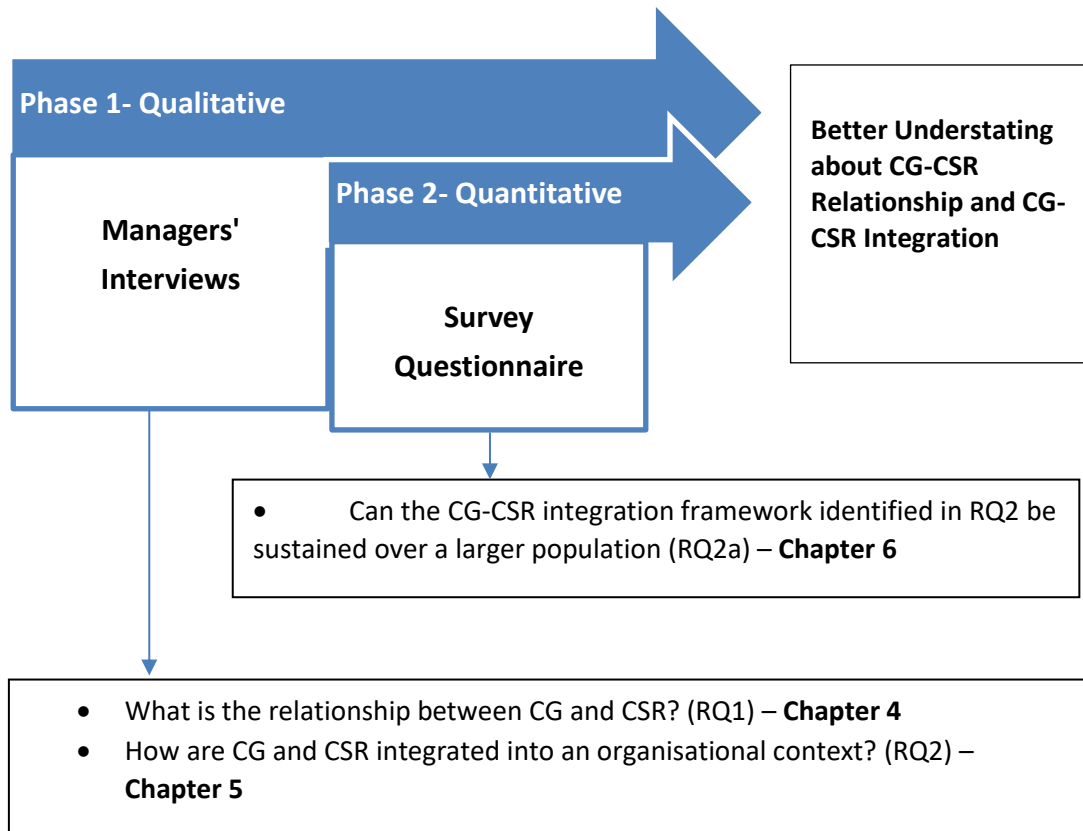 Phase 1- Qualitative
Managers'
Interviews
Phase 2- Quantitative
Survey
Questionnaire
Better Understating
about CG-CSR
Relationship and CG-
CSR Integration
• Can the CG-CSR integration framework identified in RQ2 be
sustained over a larger population (RQ2a) – Chapter 6
• What is the relationship between CG and CSR? (RQ1) – Chapter 4
• How are CG and CSR integrated into an organisational context? (RQ2) –
Chapter 5